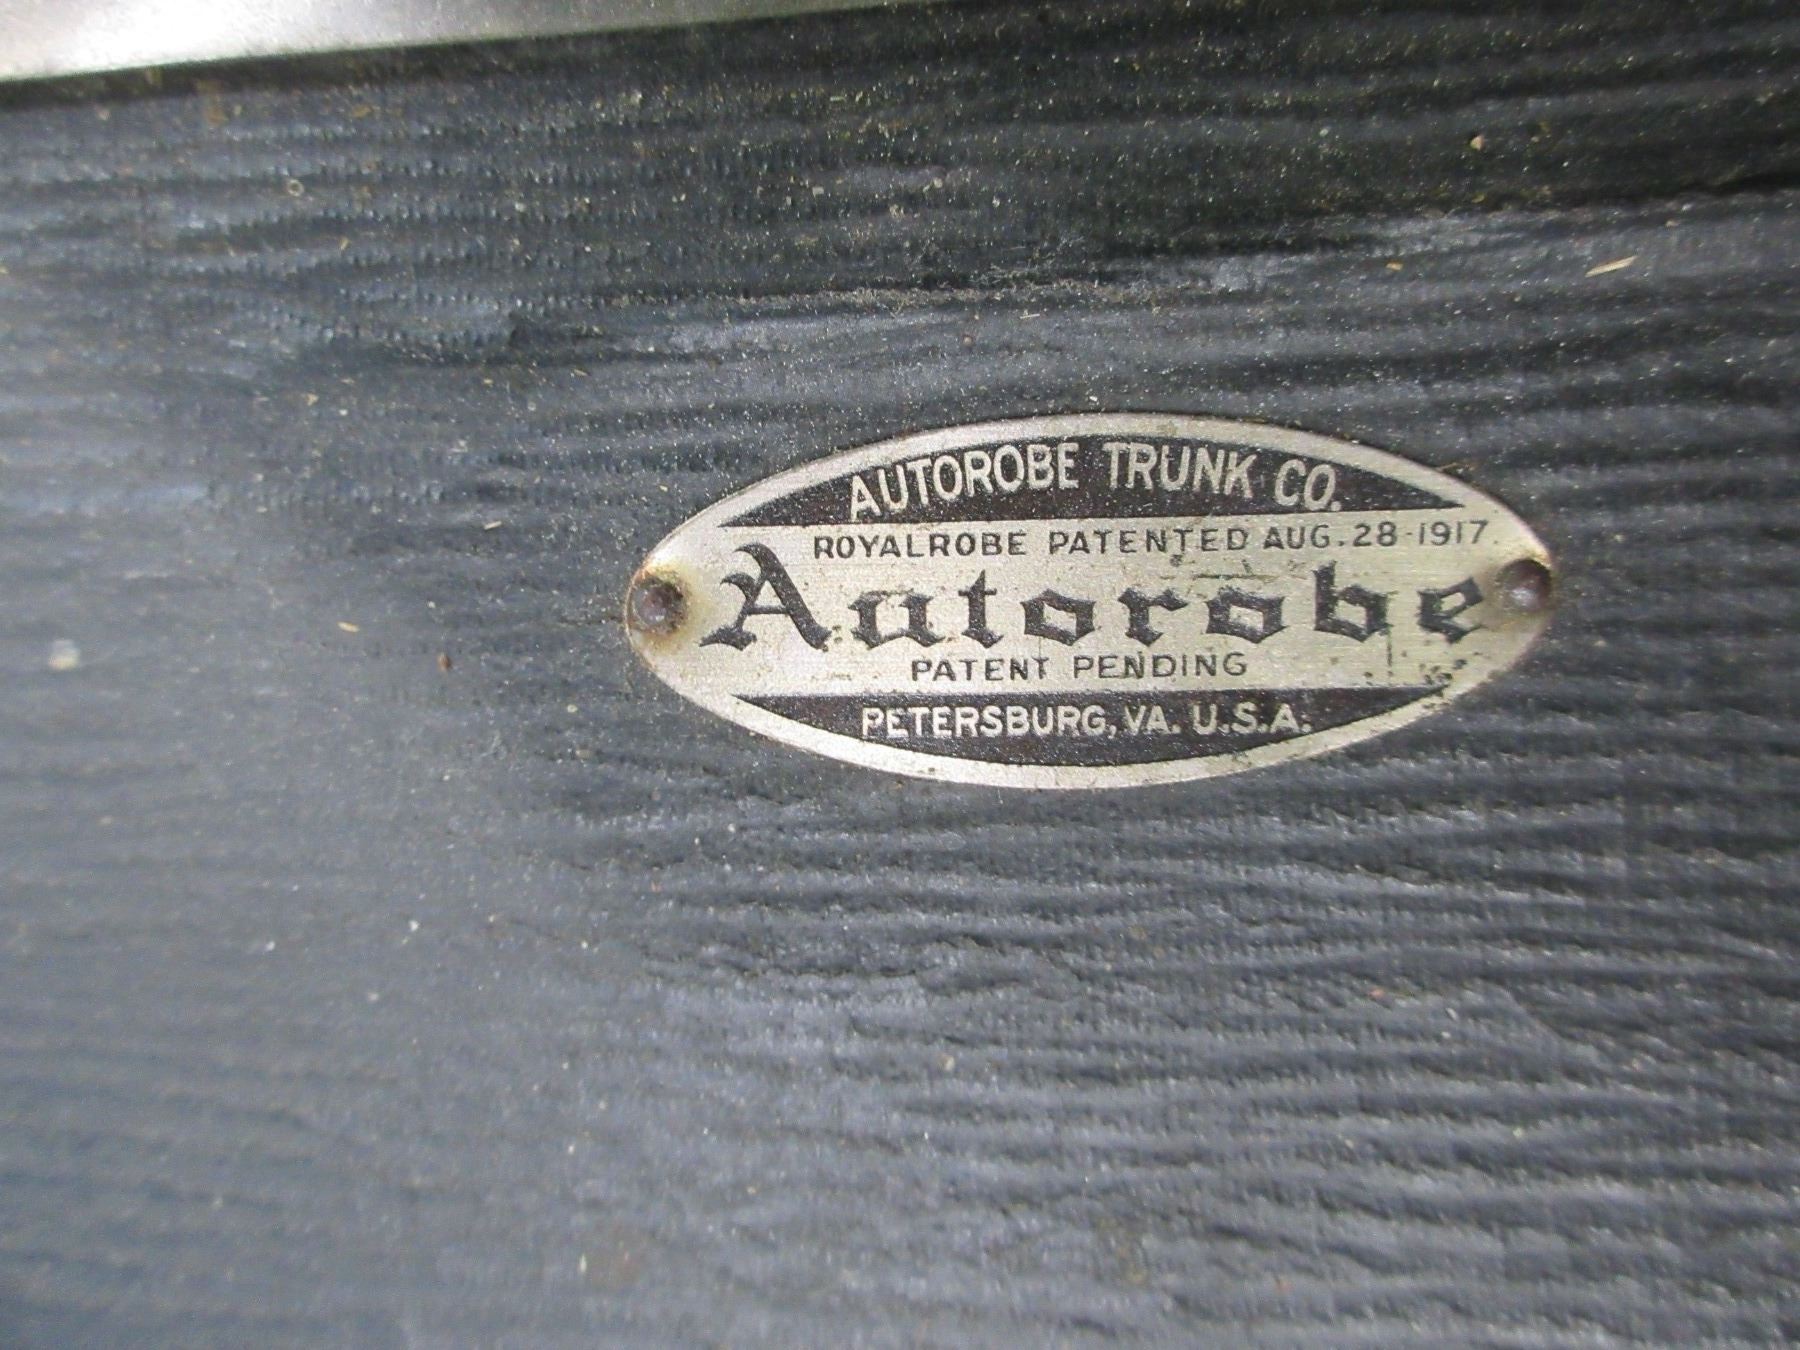 AUTOROBE TRUNK CO.
ROYALROBE PATENTED AUG. 28-1917.
Autorobe
PATENT PENDING
PETERSBURG, VA. U.S.A.